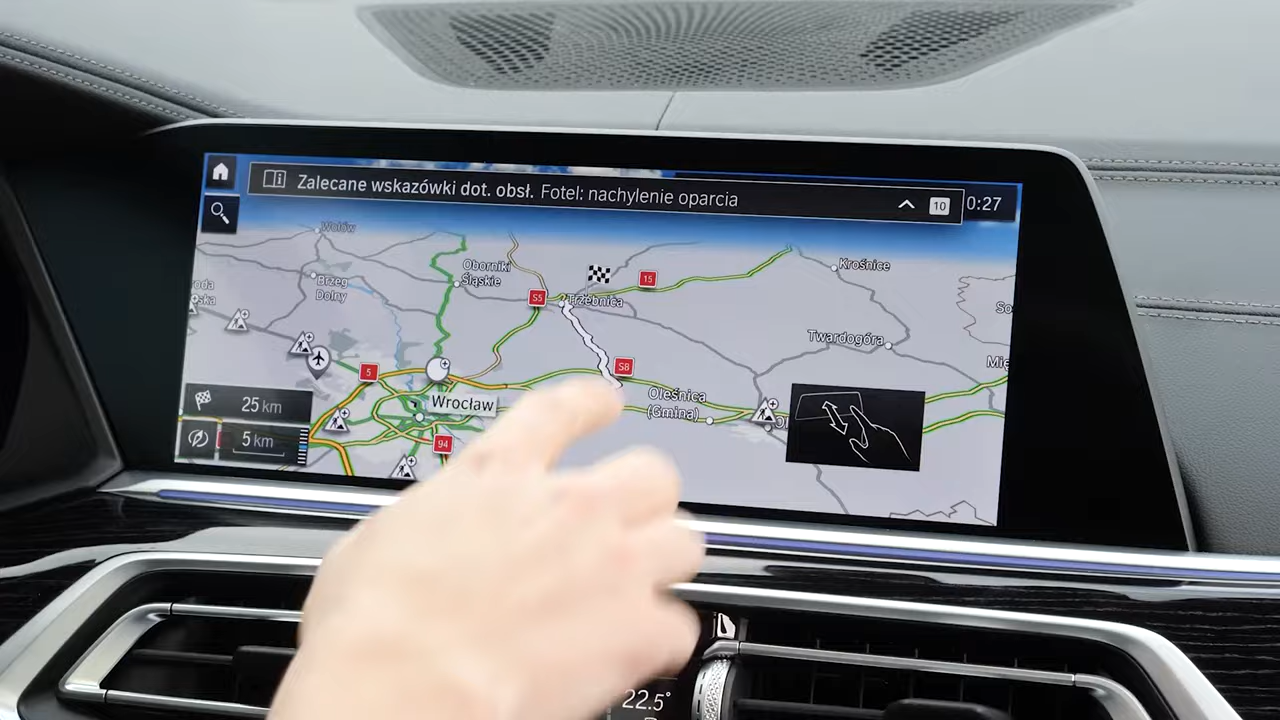 Zalecane wskazówki dot. obsł. Fotel: nachylenie oparcia
10
0:27
Wołów
Oborniki
Śląskie
Krośnice
Brzeg
Dolny
15
S5
Trzebnica
Twardogóra
5
S8
Oleśnica
(Gmina)
Wrocław
25 km
5 km
94
22.5°